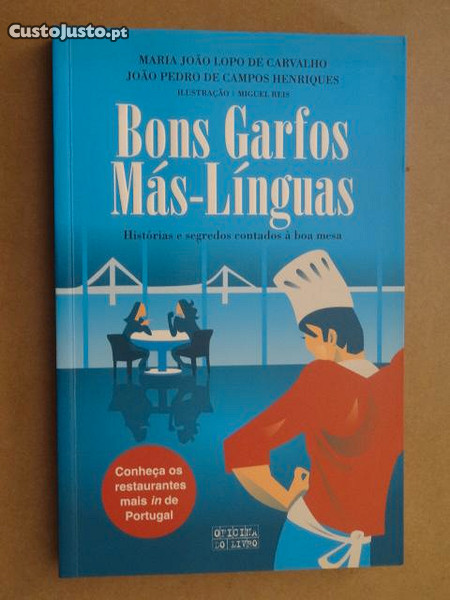 CustoJusto.pt
MARIA JOÃO LOPO DE CARVALHO
JOÃO PEDRO DE CAMPOS HENRIQUES
ILUSTRAÇÃO : MIGUEL REIS
Bons Garfos
Más-Línguas
Histórias e segredos contados à boa mesa
Conheça os
restaurantes
mais in de
Portugal
OFICINA
DO LIVRO